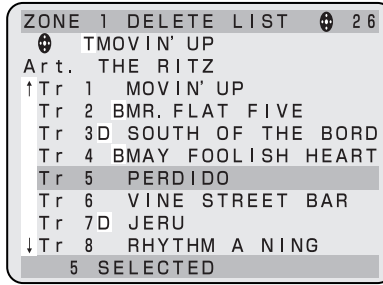 ZONE 1 DELETE LIST 26
TMOVIN' UP
Art. THE RITZ
↑Tr 1 MOVIN' UP
Tr 2 BMR. FLAT FIVE
Tr 3D SOUTH OF THE BORD
Tr 4 BMAY FOOLISH HEART
Tr 5 PERDIDO
Tr 6 VINE STREET BAR
Tr 7D JERU
↓Tr 8 RHYTHM A NING
5 SELECTED